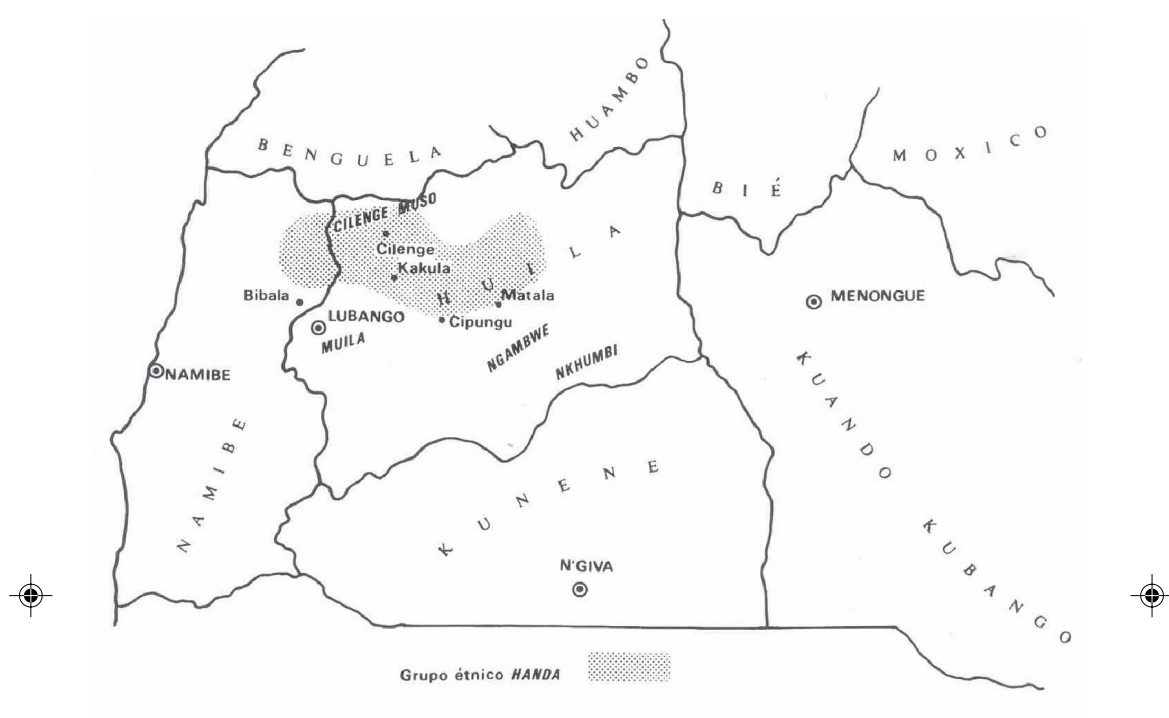 HUAMBO
BENGUELA
MOXICO
BIÉ
CILENGE MUSO
Cilenge
HUILA
Kakula
Bibala
Matala
MENONGUE
LUBANGO
Cipungu
MUILA
NGAMBWE
NKHUMBI
NAMIBE
NAMIBE
KUNENE
KUANDO KUBANGO
N'GIVA
Grupo étnico HANDA